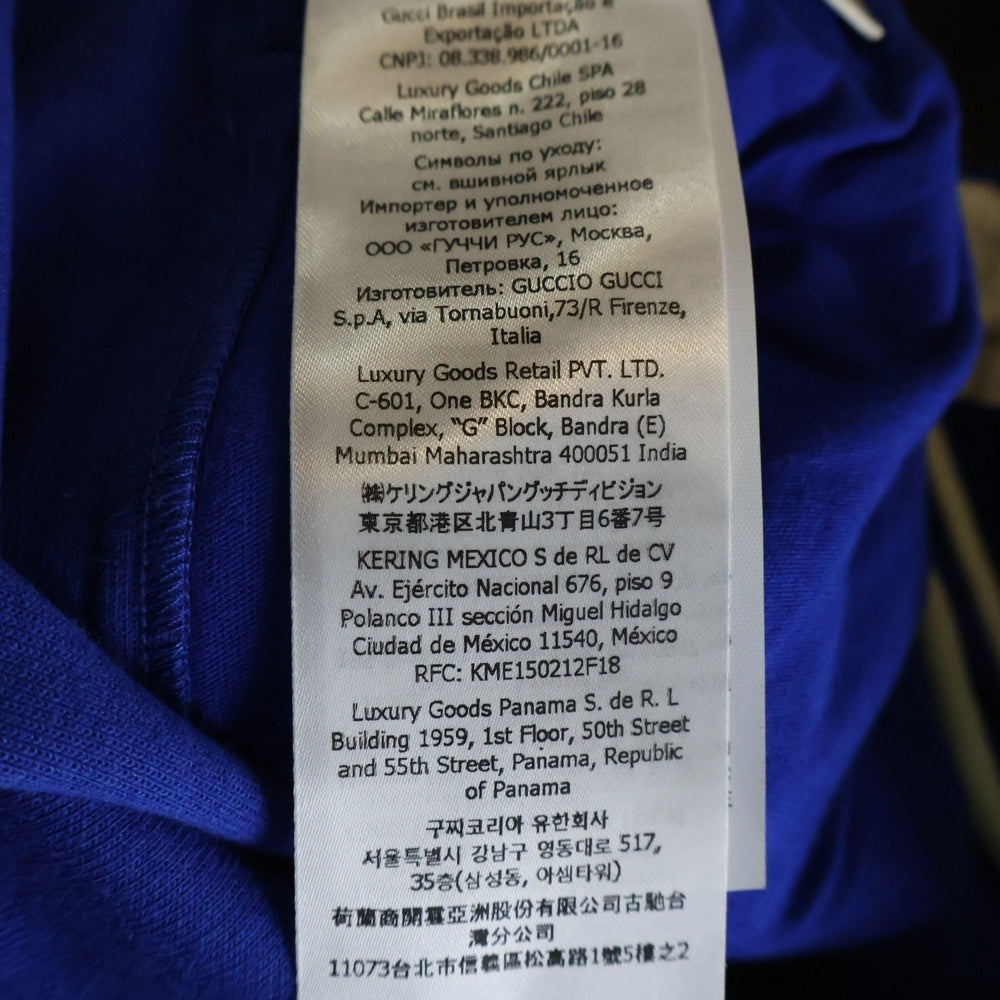 Gucci Brasil Importação e
Exportação LTDA
CNPJ: 08.338.986/0001-16
Luxury Goods Chile SPA
Calle Miraflores n. 222, piso 28
norte, Santiago Chile
Символы по уходу:
см. вшивной ярлык
Импортер и уполномоченное
изготовителем лицо:
ООО «ГУЧЧИ РУС», Москва,
Петровка, 16
Изготовитель: GUCCIO GUCCI
S.p.A, via Tornabuoni,73/R Firenze,
Italia
Luxury Goods Retail PVT. LTD.
C-601, One BKC, Bandra Kurla
Complex, “G” Block, Bandra (E)
Mumbai Maharashtra 400051 India
㈱ケリングジャパングッチディビジョン
東京都港区北青山3丁目6番7号
KERING MEXICO S de RL de CV
Av. Ejército Nacional 676, piso 9
Polanco III sección Miguel Hidalgo
Ciudad de México 11540, México
RFC: KME150212F18
Luxury Goods Panama S. de R. L
Building 1959, 1st Floor, 50th Street
and 55th Street, Panama, Republic
of Panama
구찌코리아 유한회사
서울특별시 강남구 영동대로 517,
35층(삼성동, 아셈타워)
荷蘭商開雲亞洲股份有限公司古馳台
灣分公司
11073台北市信義區松高路1號5樓之2